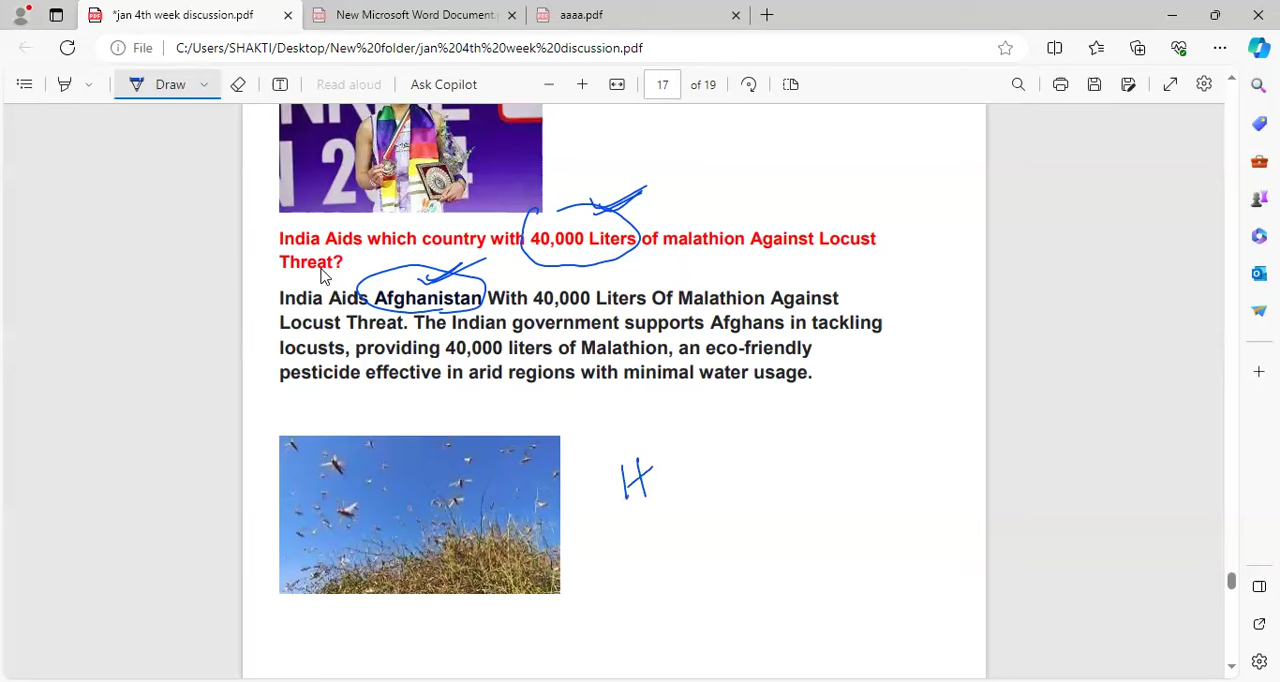 *jan 4th week discussion.pdf
New Microsoft Word Document
aaaa.pdf
File
C:/Users/SHAKTI/Desktop/New%20folder/jan%204th%20week%20discussion.pdf
Draw
Read aloud
Ask Copilot
17 of 19
India Aids which country with 40,000 Liters of malathion Against Locust
Threat?
India Aids Afghanistan With 40,000 Liters Of Malathion Against
Locust Threat. The Indian government supports Afghans in tackling
locusts, providing 40,000 liters of Malathion, an eco-friendly
pesticide effective in arid regions with minimal water usage.
H